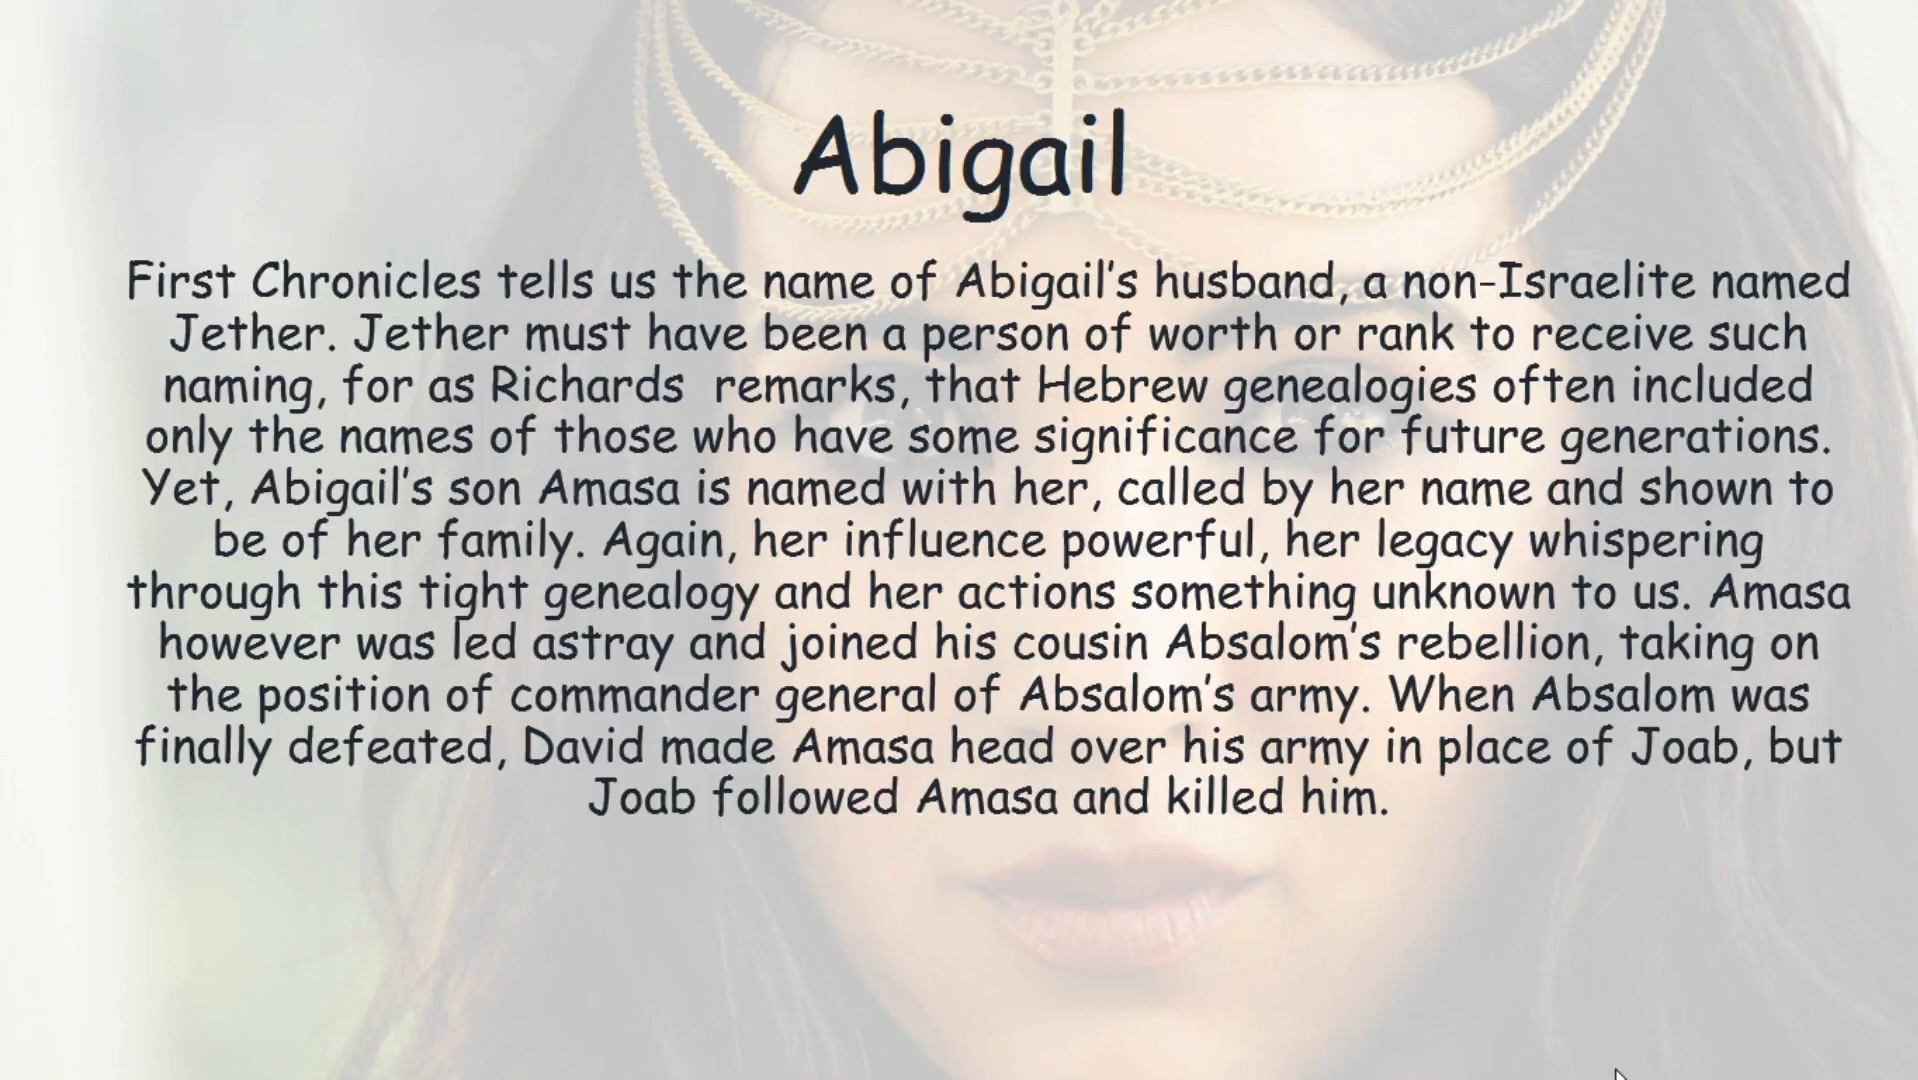 Abigail
First Chronicles tells us the name of Abigail's husband, a non-Israelite named
Jether. Jether must have been a person of worth or rank to receive such
naming, for as Richards  remarks, that Hebrew genealogies often included
only the names of those who have some significance for future generations.
Yet, Abigail's son Amasa is named with her, called by her name and shown to
be of her family. Again, her influence powerful, her legacy whispering
through this tight genealogy and her actions something unknown to us. Amasa
however was led astray and joined his cousin Absalom's rebellion, taking on
the position of commander general of Absalom's army. When Absalom was
finally defeated, David made Amasa head over his army in place of Joab, but
Joab followed Amasa and killed him.